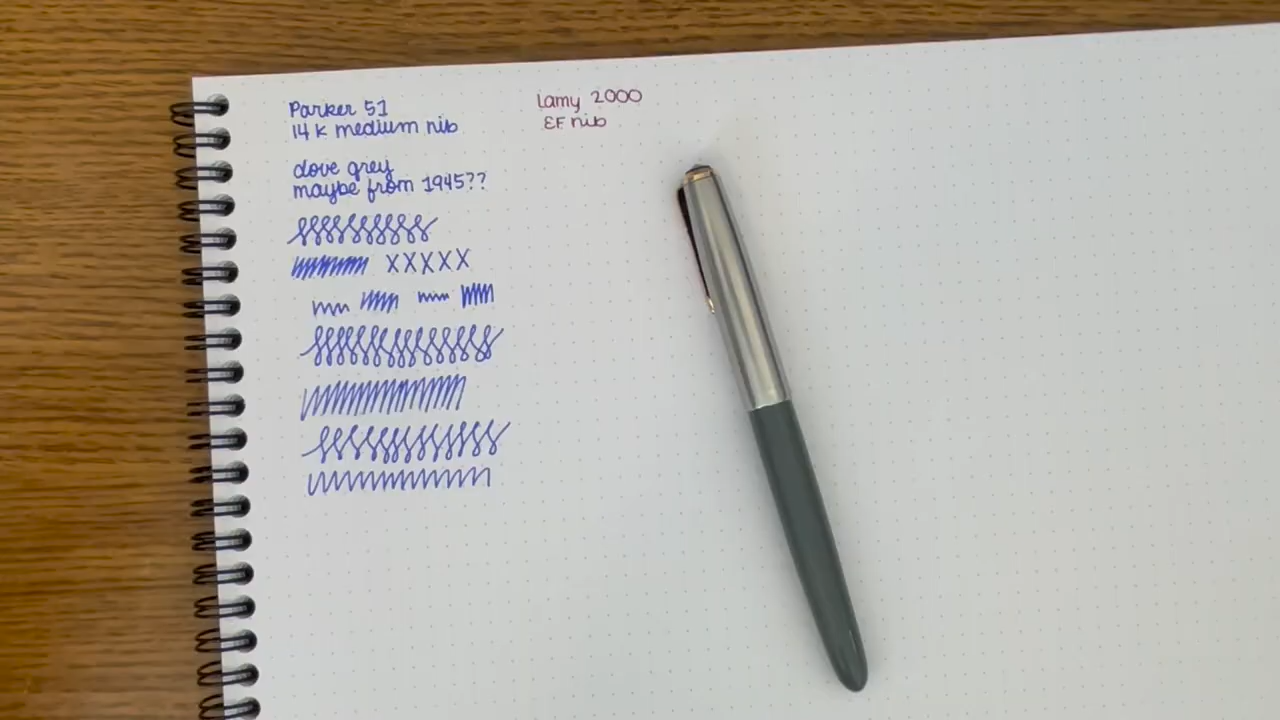 Parker 51
14 k medium nib
dove grey
maybe from 1945??
XXXXX
Lamy 2000
EF nib